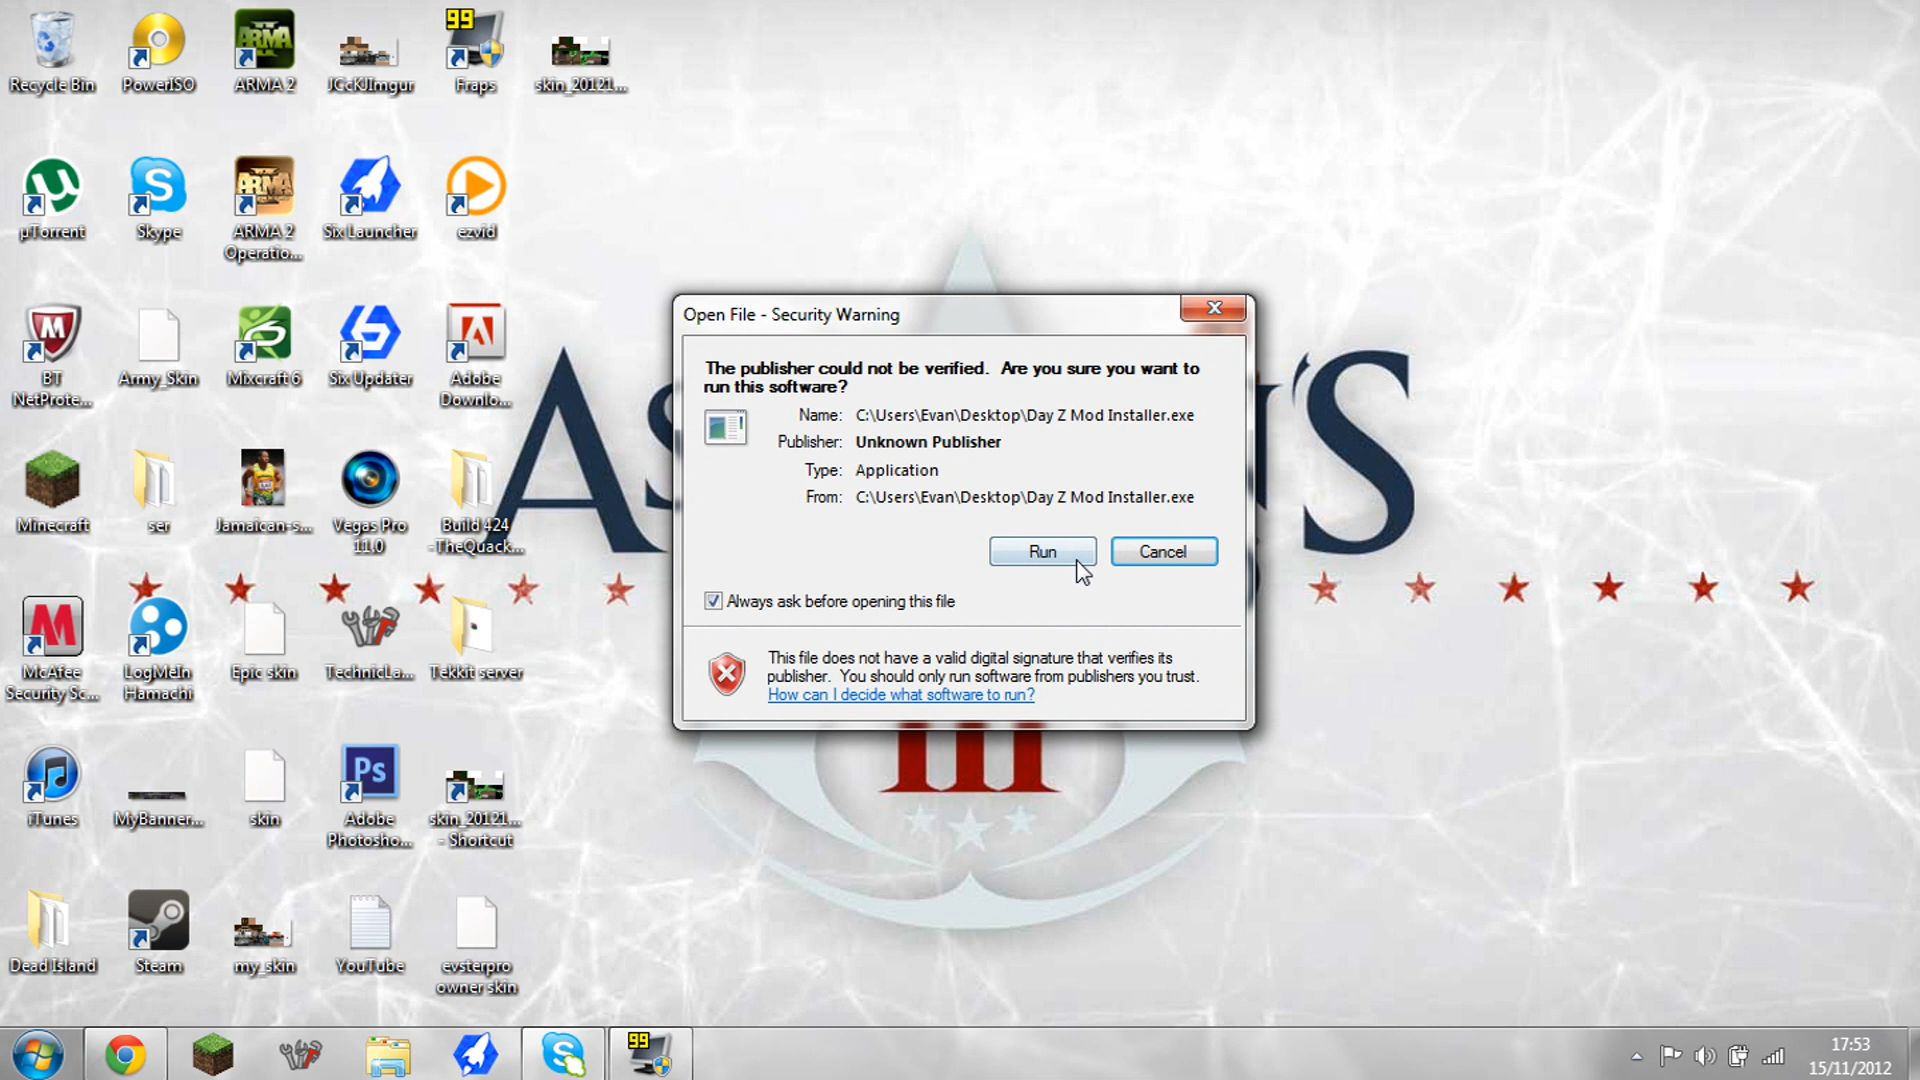 Recycle Bin
PowerISO
ARMA 2
JCcKJImgur
Fraps
skin_20121...
99
µTorrent
Skype
ARMA 2
Operatio...
Six Launcher
ezvid
BT
NetProte...
Army_Skin
Mixcraft 6
Six Updater
Adobe
Downlo...
Minecraft
ser
Jamaican-s...
Vegas Pro
11.0
Build 424
-TheQuack...
McAfee
Security Sc...
LogMeIn
Hamachi
Epic skin
TechnicLa...
Tekkit server
iTunes
MyBanner...
skin
Ps
Adobe
Photosho...
skin_20121...
- Shortcut
Dead Island
Steam
my_skin
YouTube
evsterpro
owner skin
Open File - Security Warning
The publisher could not be verified. Are you sure you want to
run this software?
Name: C:\Users\Evan\Desktop\Day Z Mod Installer.exe
Publisher: Unknown Publisher
Type: Application
From: C:\Users\Evan\Desktop\Day Z Mod Installer.exe
Run
Cancel
Always ask before opening this file
This file does not have a valid digital signature that verifies its
publisher. You should only run software from publishers you trust.
How can I decide what software to run?
III
99
17:53
15/11/2012